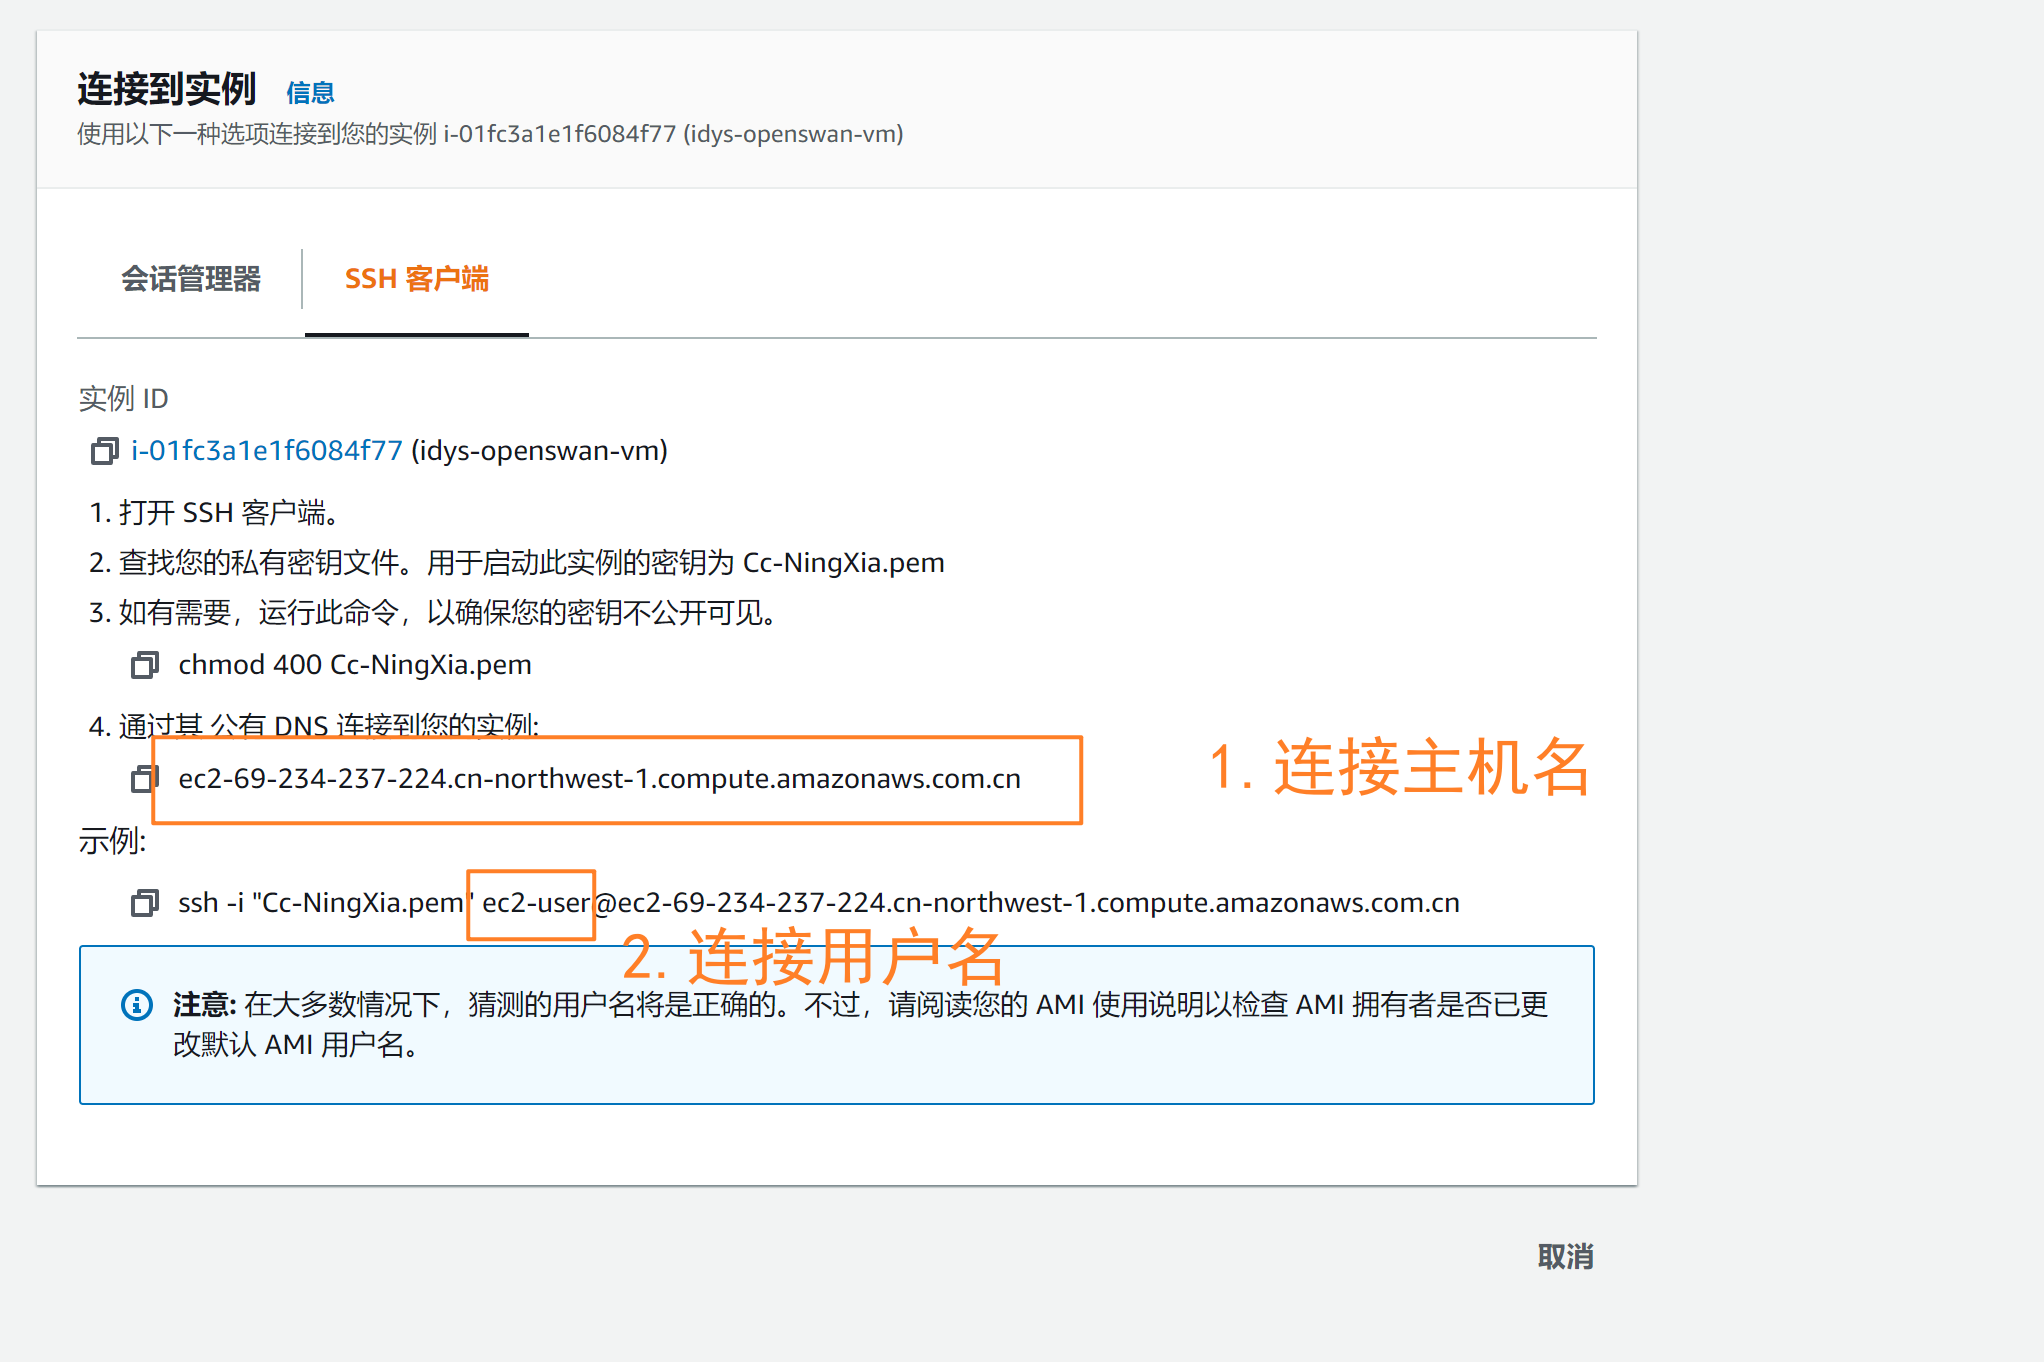 连接到实例 信息
使用以下一种选项连接到您的实例 i-01fc3a1e1f6084f77 (idys-openswan-vm)
会话管理器 SSH 客户端
实例 ID
i-01fc3a1e1f6084f77 (idys-openswan-vm)
1. 打开 SSH 客户端。
2. 查找您的私有密钥文件。用于启动此实例的密钥为 Cc-NingXia.pem
3. 如有需要，运行此命令，以确保您的密钥不公开可见。
chmod 400 Cc-NingXia.pem
4. 通过其 公有 DNS 连接到您的实例:
ec2-69-234-237-224.cn-northwest-1.compute.amazonaws.com.cn
1. 连接主机名
示例:
ssh -i "Cc-NingXia.pem" ec2-user@ec2-69-234-237-224.cn-northwest-1.compute.amazonaws.com.cn
2. 连接用户名
注意: 在大多数情况下，猜测的用户名将是正确的。不过，请阅读您的 AMI 使用说明以检查 AMI 拥有者是否已更
改默认 AMI 用户名。
取消